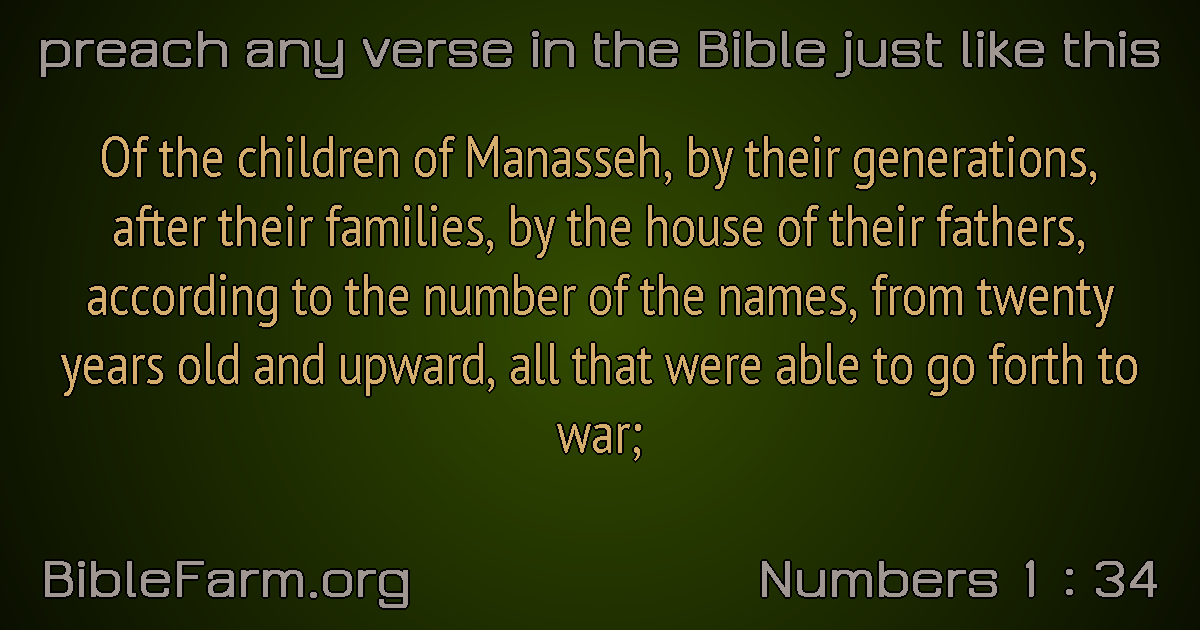 preach any verse in the Bible just like this
Of the children of Manasseh, by their generations,
after their families, by the house of their fathers,
according to the number of the names, from twenty
years old and upward, all that were able to go forth to
war;
BibleFarm.org
Numbers 1 : 34